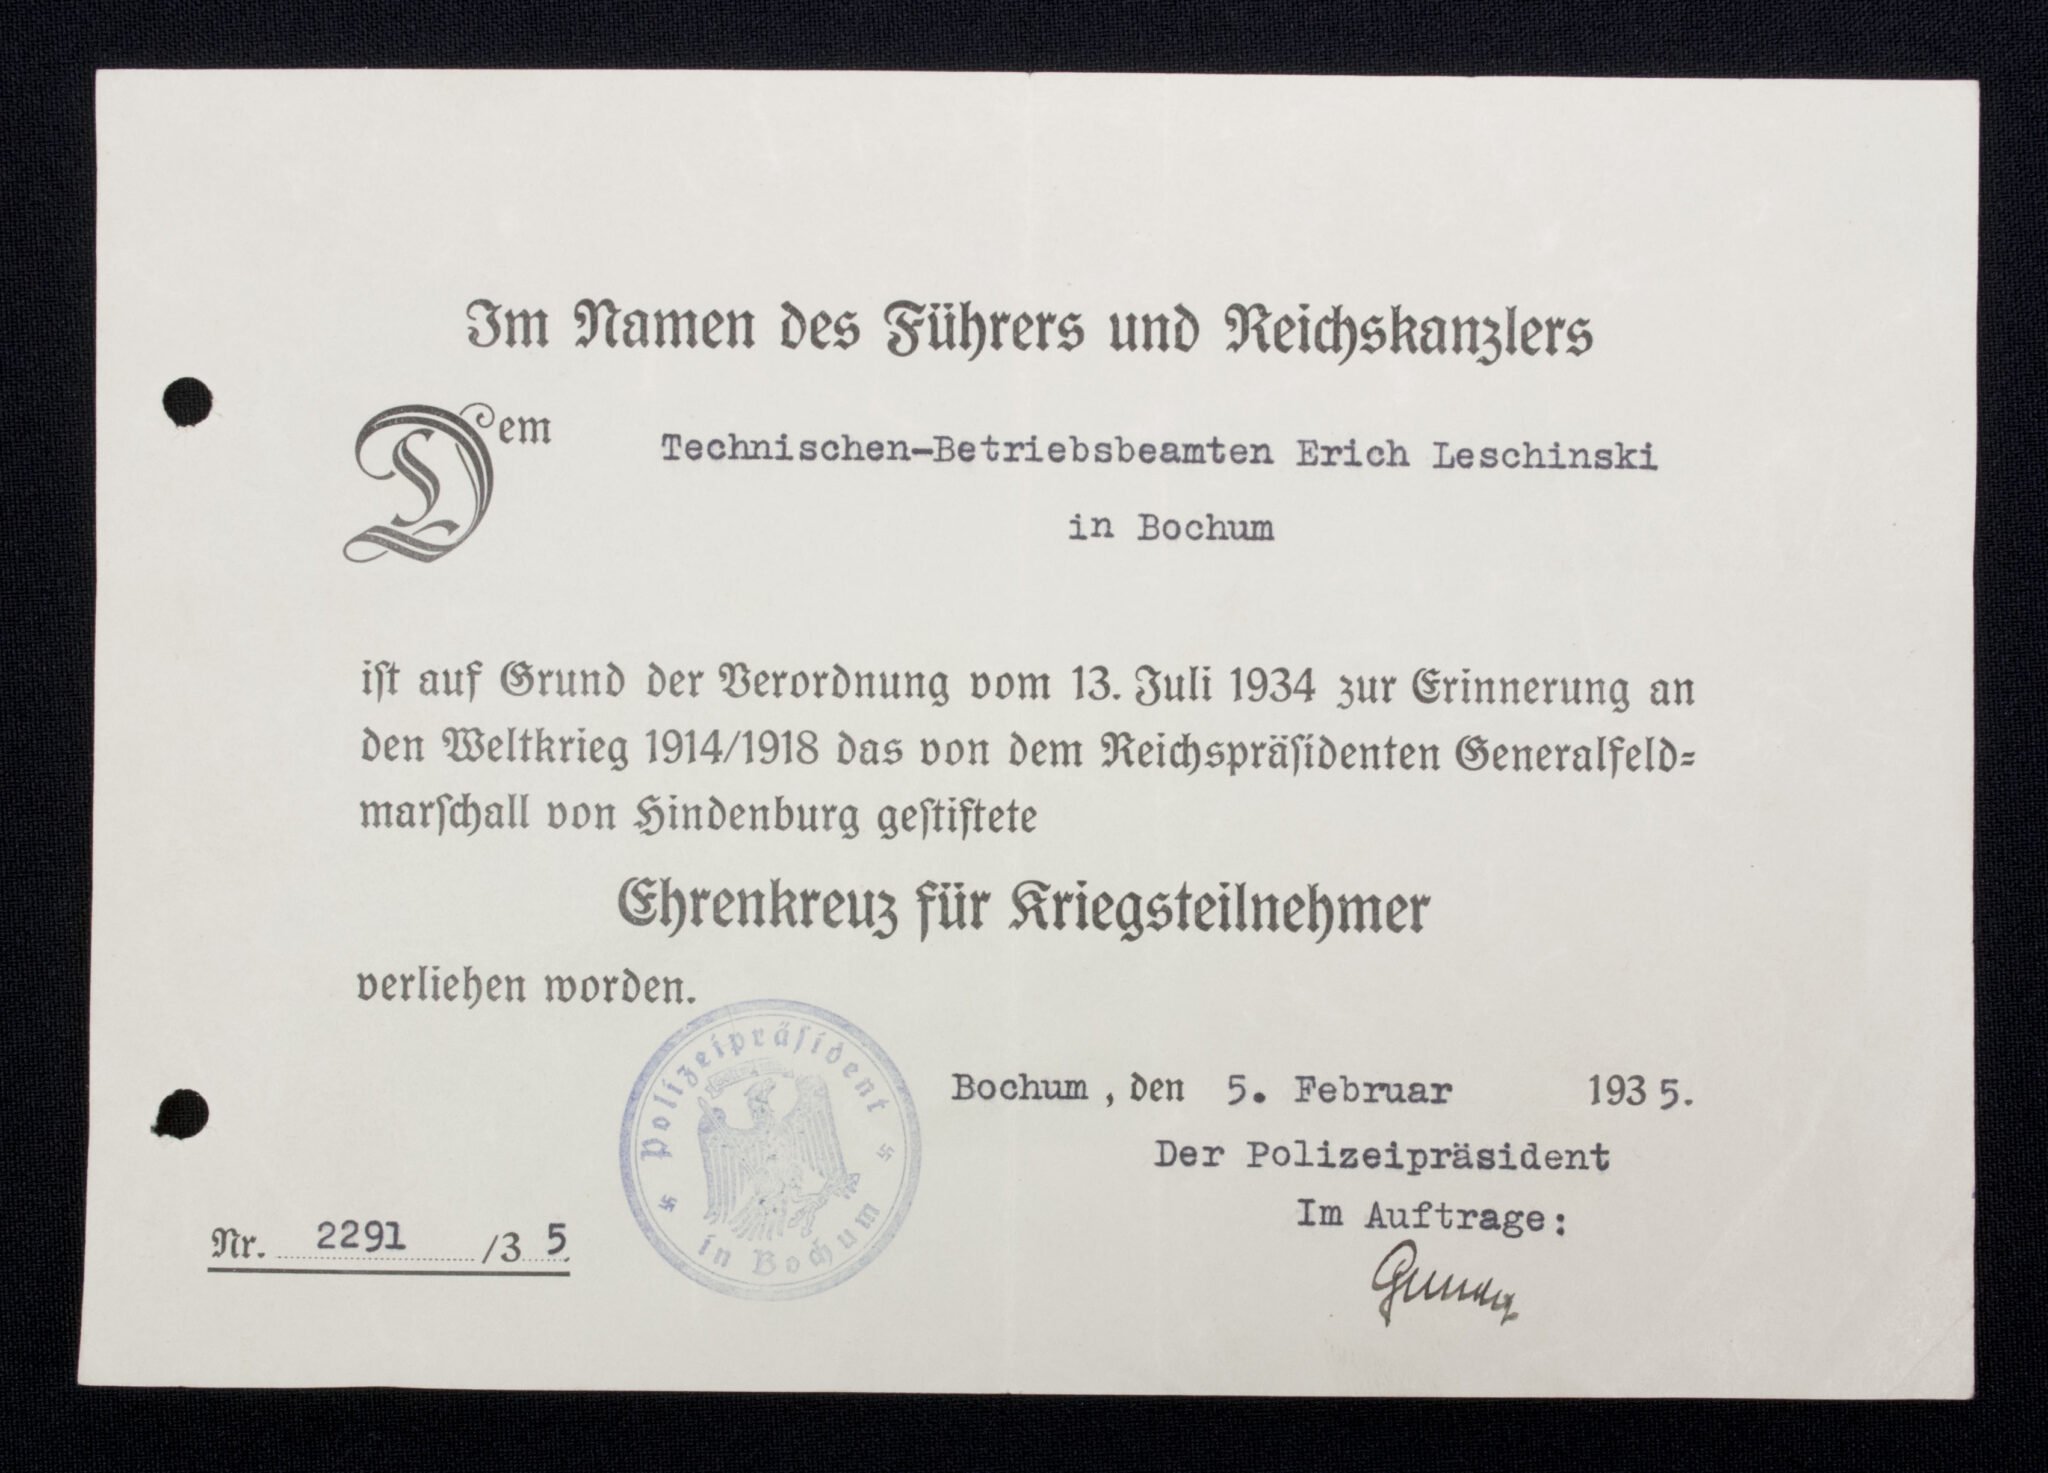 Im Namen des Führers und Reichskanzlers
Dem
Technischen-Betriebsbeamten Erich Leschinski
in Bochum
ist auf Grund der Verordnung vom 13. Juli 1934 zur Erinnerung an
den Weltkrieg 1914/1918 das von dem Reichspräsidenten Generalfeld=
marschall von Hindenburg gestiftete
Ehrenkreuz für Kriegsteilnehmer
verliehen worden.
Polizeipräsident
in Bochum
Bochum, den 5. Februar 1935.
Der Polizeipräsident
Im Auftrage:
Nr. 2291 /35.